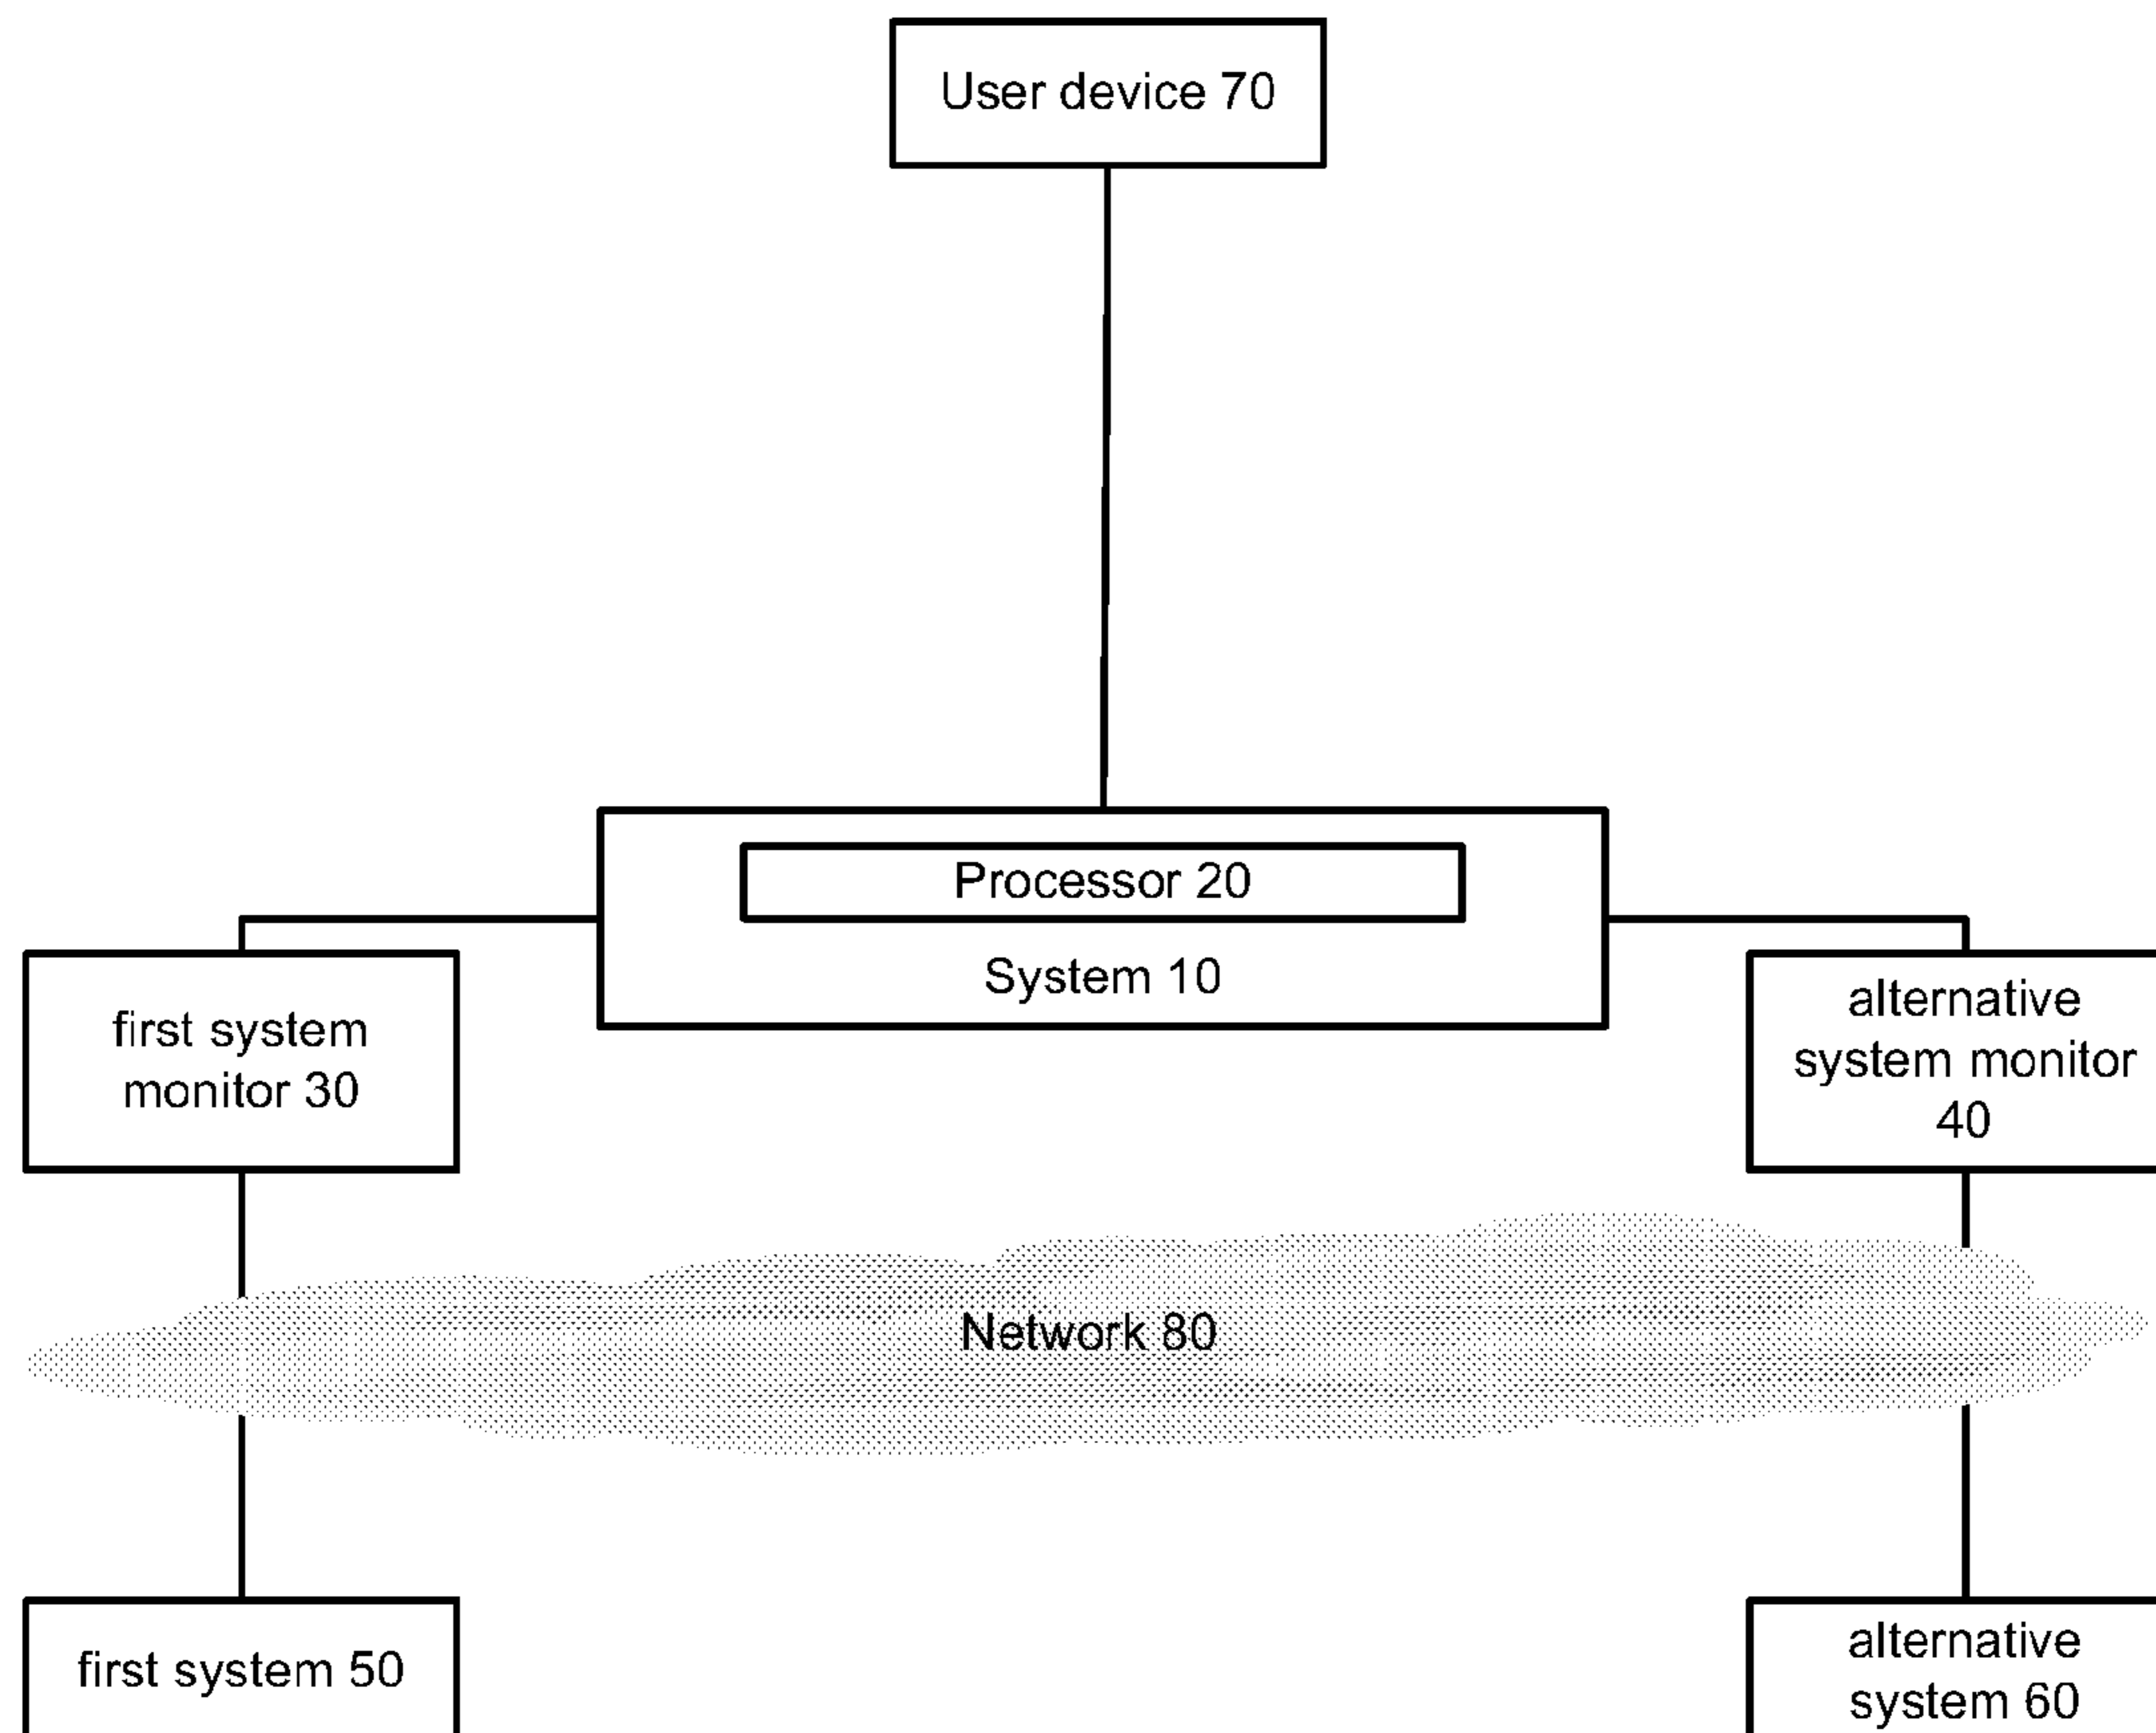 User device 70
Processor 20
System 10
first system
monitor 30
alternative
system monitor
40
Network 80
first system 50
alternative
system 60